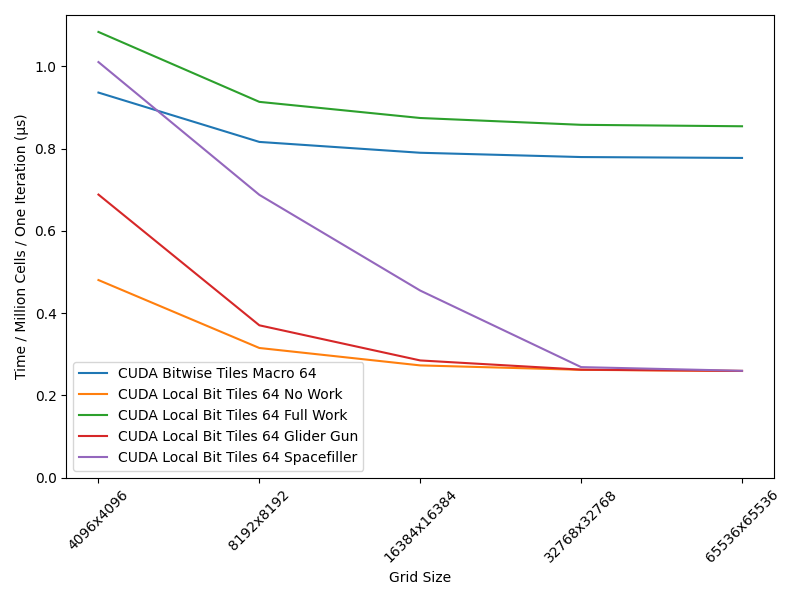 Time / Million Cells / One Iteration (µs)
1.0
0.8
0.6
0.4
0.2
0.0
CUDA Bitwise Tiles Macro 64
CUDA Local Bit Tiles 64 No Work
CUDA Local Bit Tiles 64 Full Work
CUDA Local Bit Tiles 64 Glider Gun
CUDA Local Bit Tiles 64 Spacefiller
4096x4096
8192x8192
16384x16384
32768x32768
65536x65536
Grid Size